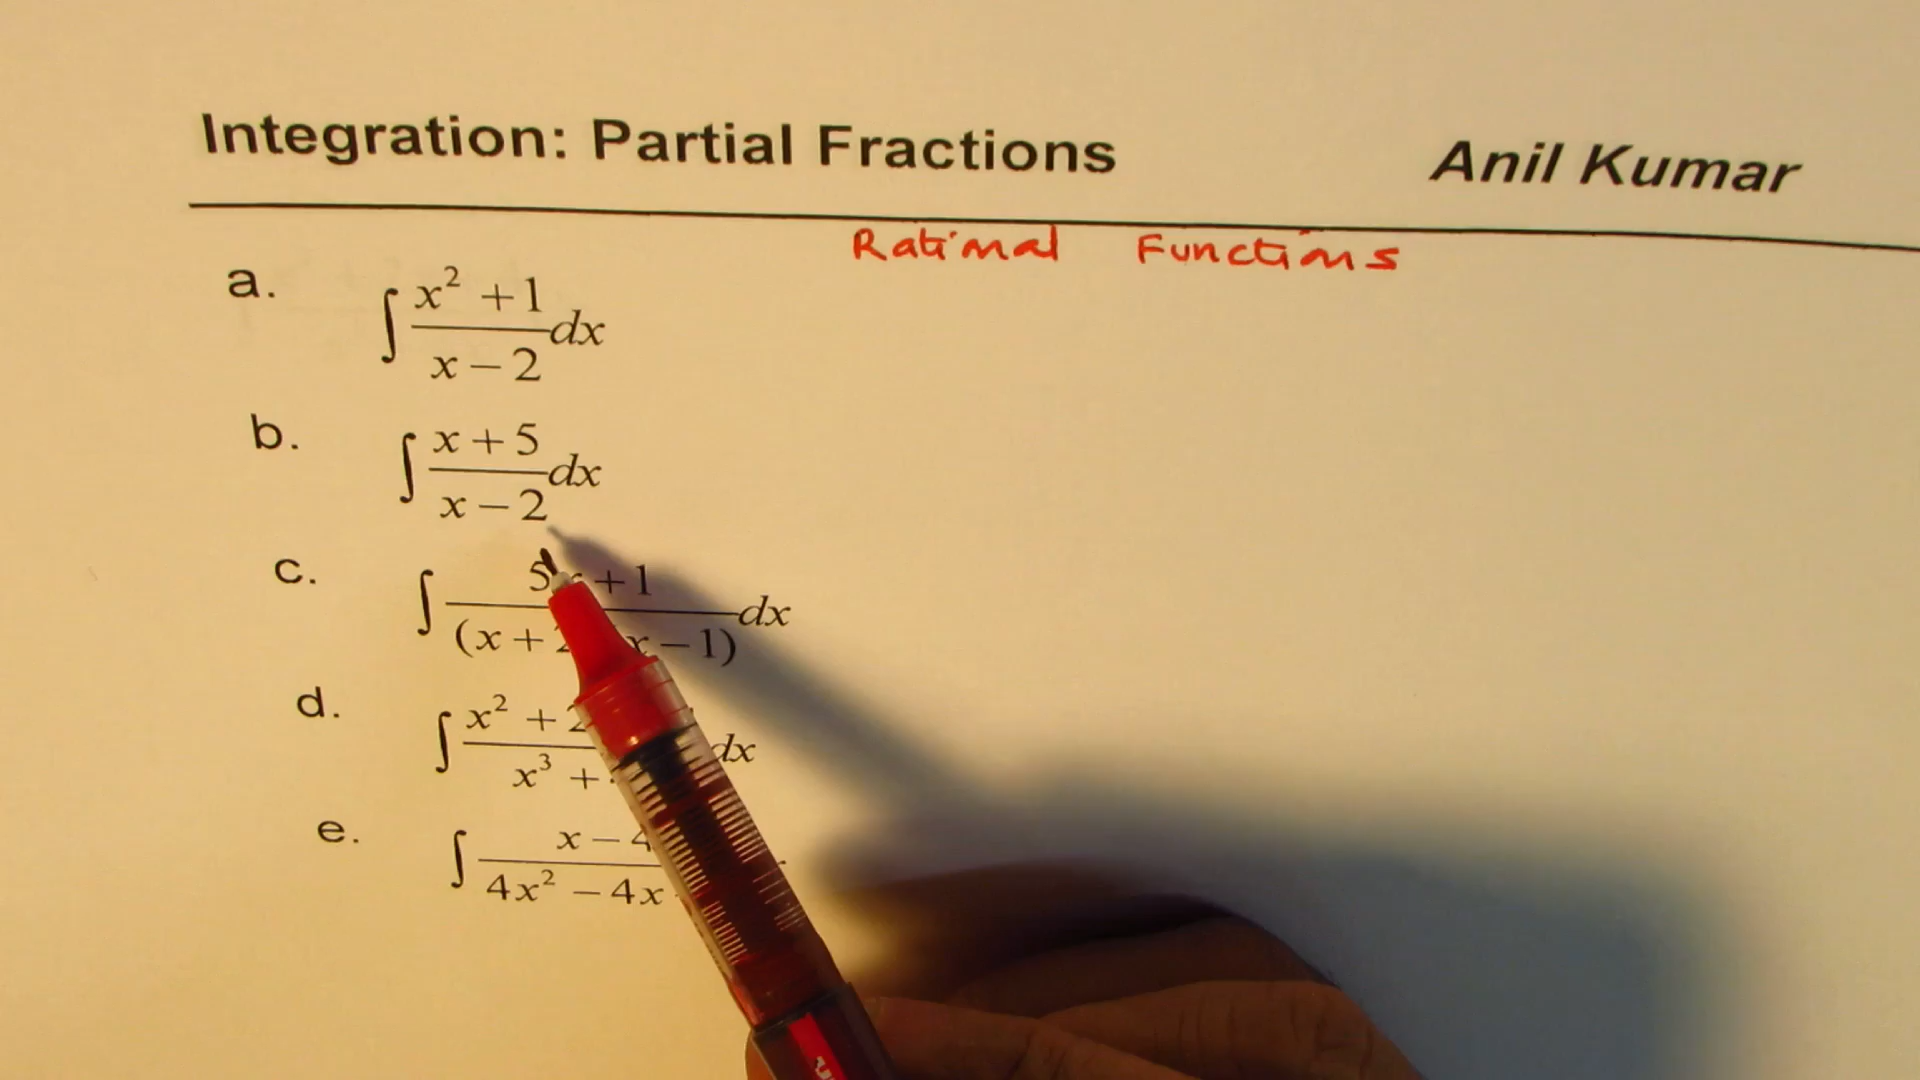 Integration: Partial Fractions Anil Kumar
Rational Functions
a. ∫ (x² + 1)/(x − 2) dx
b. ∫ (x + 5)/(x − 2) dx
c. ∫ 5 +1 / (x + x − 1) dx
d. ∫ x² + / x³ + dx
e. ∫ x − 4 / 4x² − 4x